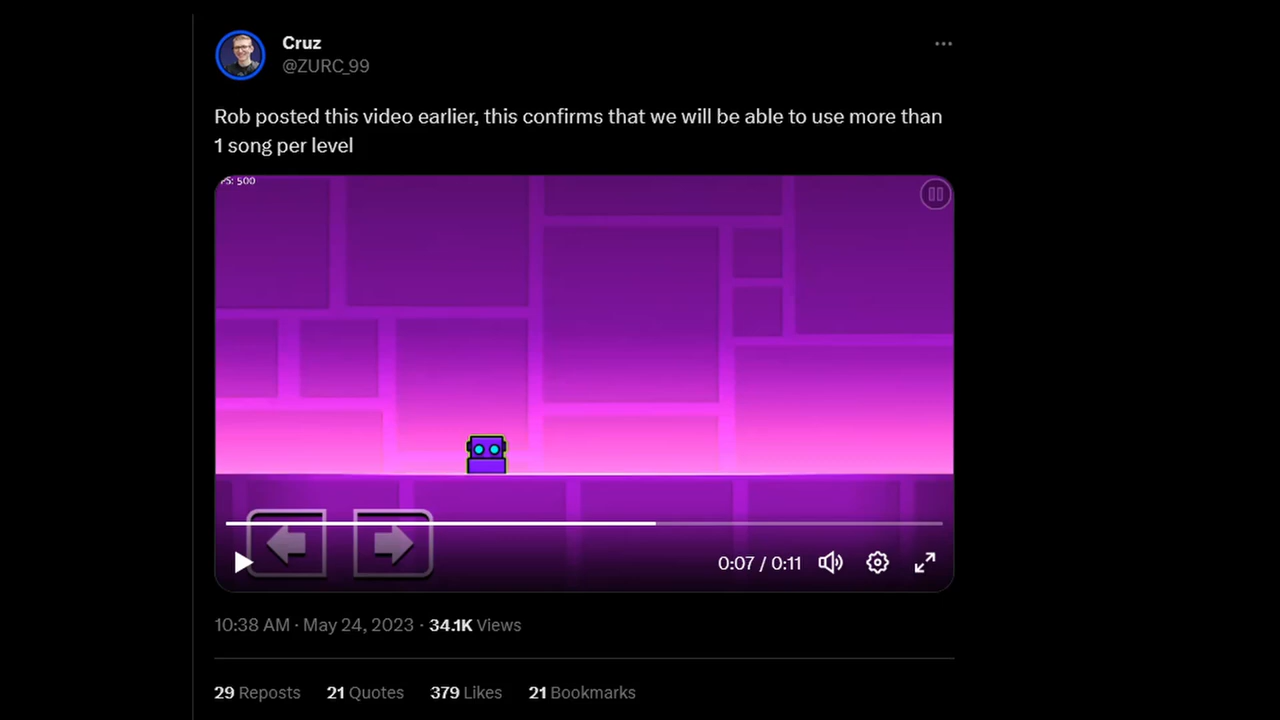 Cruz
@ZURC_99
Rob posted this video earlier, this confirms that we will be able to use more than
1 song per level
PS: 500
0:07 / 0:11
10:38 AM · May 24, 2023 · 34.1K Views
29 Reposts 21 Quotes 379 Likes 21 Bookmarks